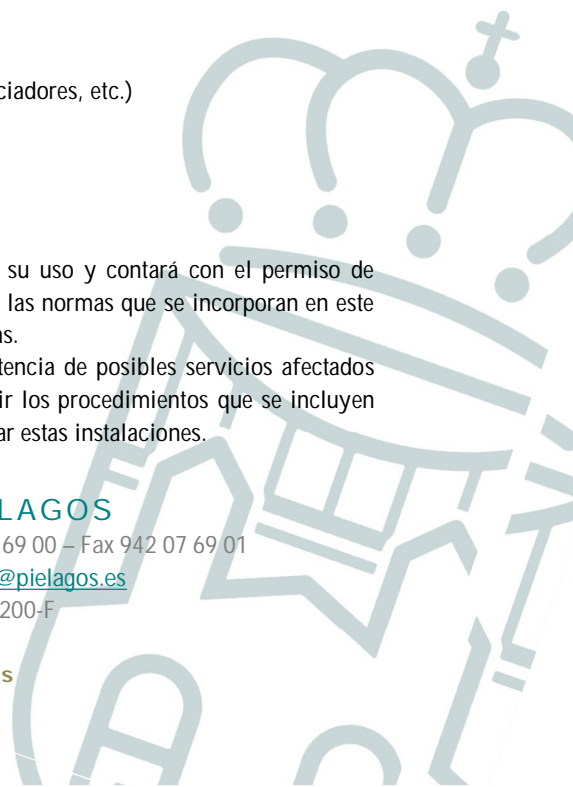 ciadores, etc.)
su uso y contará con el permiso de
las normas que se incorporan en este
as.
tencia de posibles servicios afectados
ir los procedimientos que se incluyen
ar estas instalaciones.
LAGOS
69 00 – Fax 942 07 69 01
@pielagos.es
200-F
s